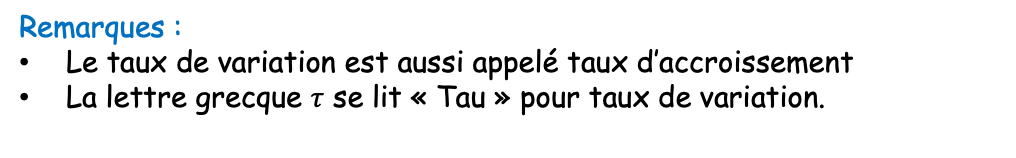 Remarques :
• Le taux de variation est aussi appelé taux d’accroissement
• La lettre grecque τ se lit « Tau » pour taux de variation.